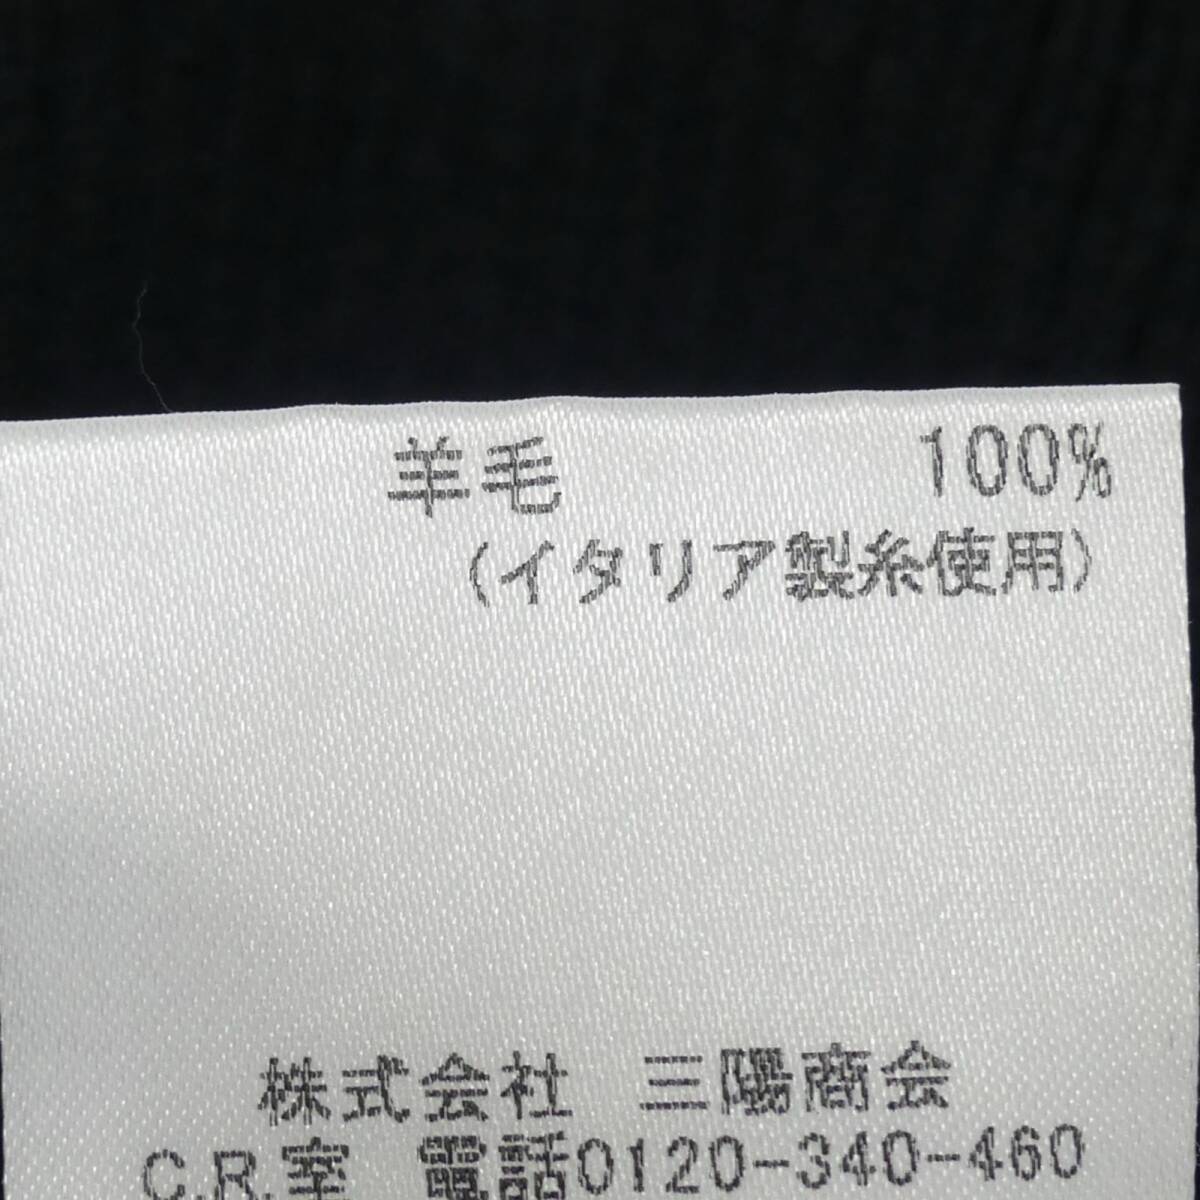 羊毛 100%
(イタリア製糸使用)
株式会社 三陽商会
C.R.室 電話0120-340-460